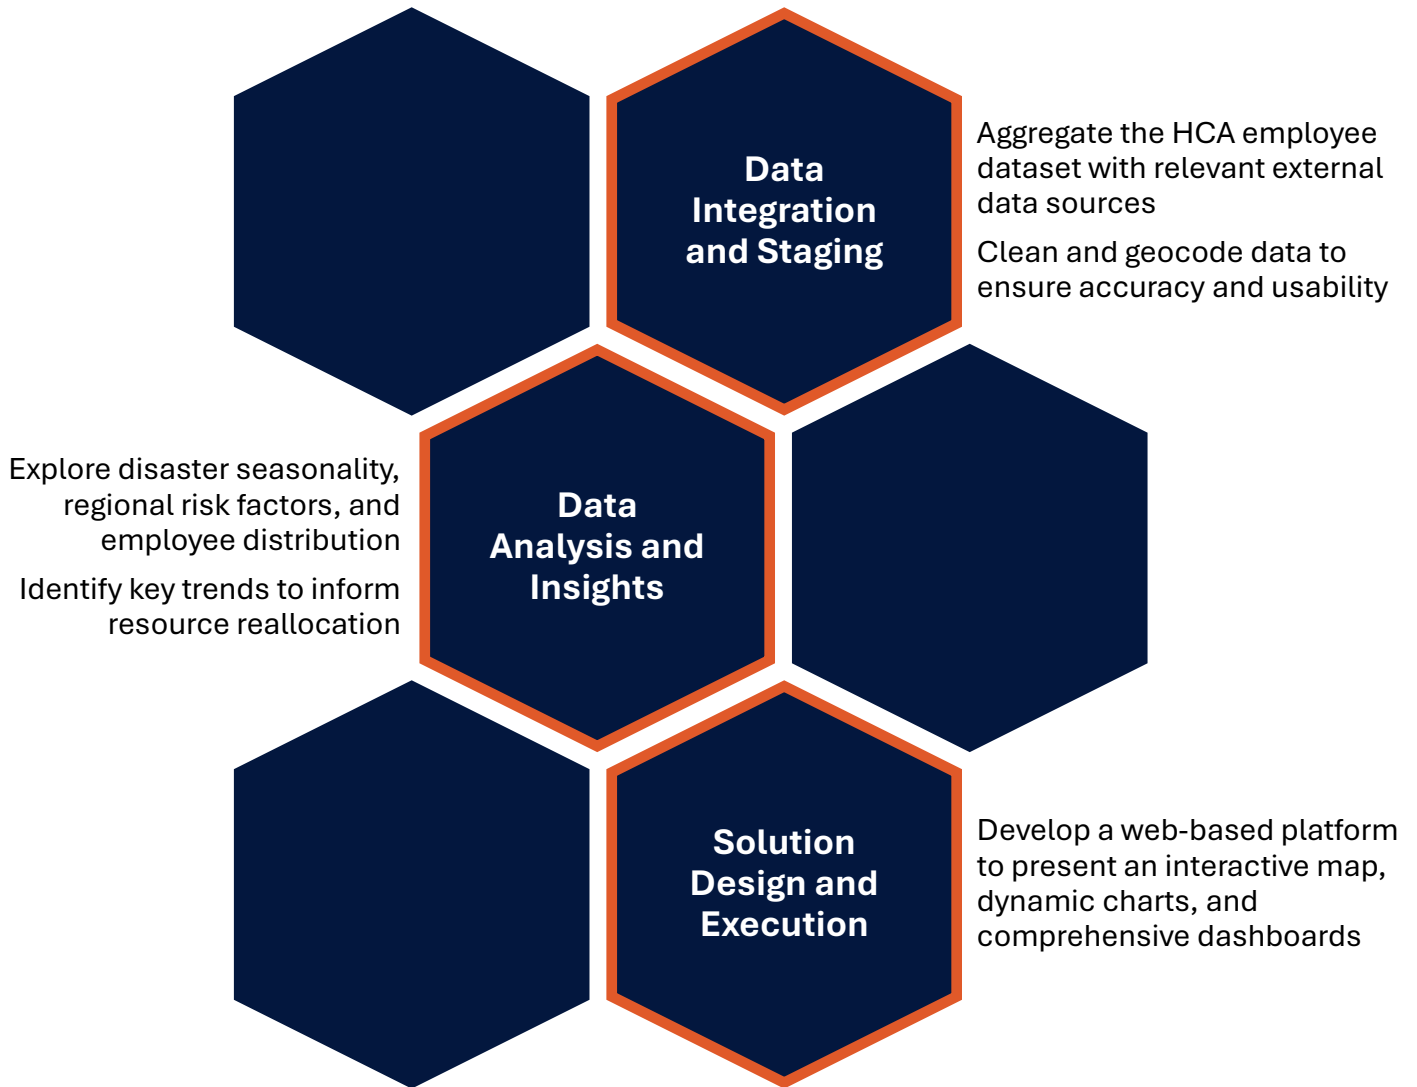 Data
Integration
and Staging
Aggregate the HCA employee
dataset with relevant external
data sources
Clean and geocode data to
ensure accuracy and usability
Explore disaster seasonality,
regional risk factors, and
employee distribution
Identify key trends to inform
resource reallocation
Data
Analysis and
Insights
Solution
Design and
Execution
Develop a web-based platform
to present an interactive map,
dynamic charts, and
comprehensive dashboards